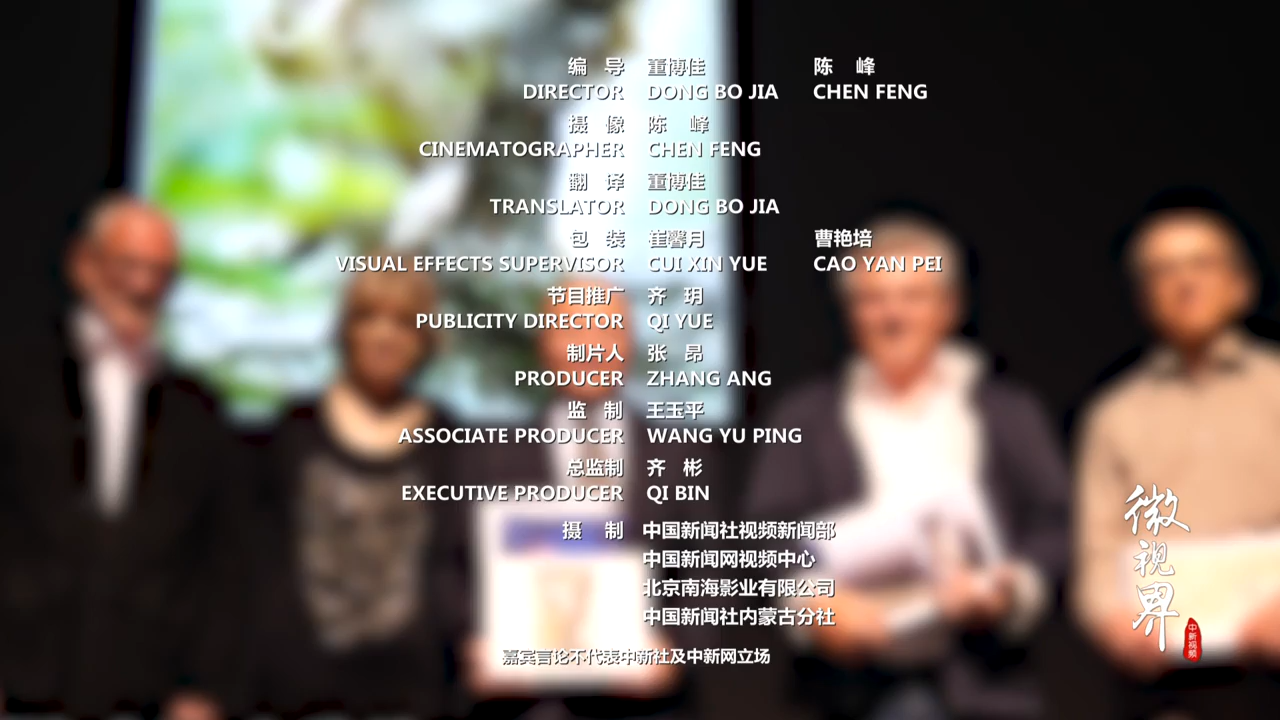 编 导 董博佳 陈 峰
DIRECTOR DONG BO JIA CHEN FENG
摄 像 陈 峰
CINEMATOGRAPHER CHEN FENG
翻 译 董博佳
TRANSLATOR DONG BO JIA
包 装 崔馨月 曹艳培
VISUAL EFFECTS SUPERVISOR CUI XIN YUE CAO YAN PEI
节目推广 齐 玥
PUBLICITY DIRECTOR QI YUE
制片人 张 昂
PRODUCER ZHANG ANG
监 制 王玉平
ASSOCIATE PRODUCER WANG YU PING
总监制 齐 彬
EXECUTIVE PRODUCER QI BIN
摄 制 中国新闻社视频新闻部
中国新闻网视频中心
北京南海影业有限公司
中国新闻社内蒙古分社
嘉宾言论不代表中新社及中新网立场
微视界
中新视频